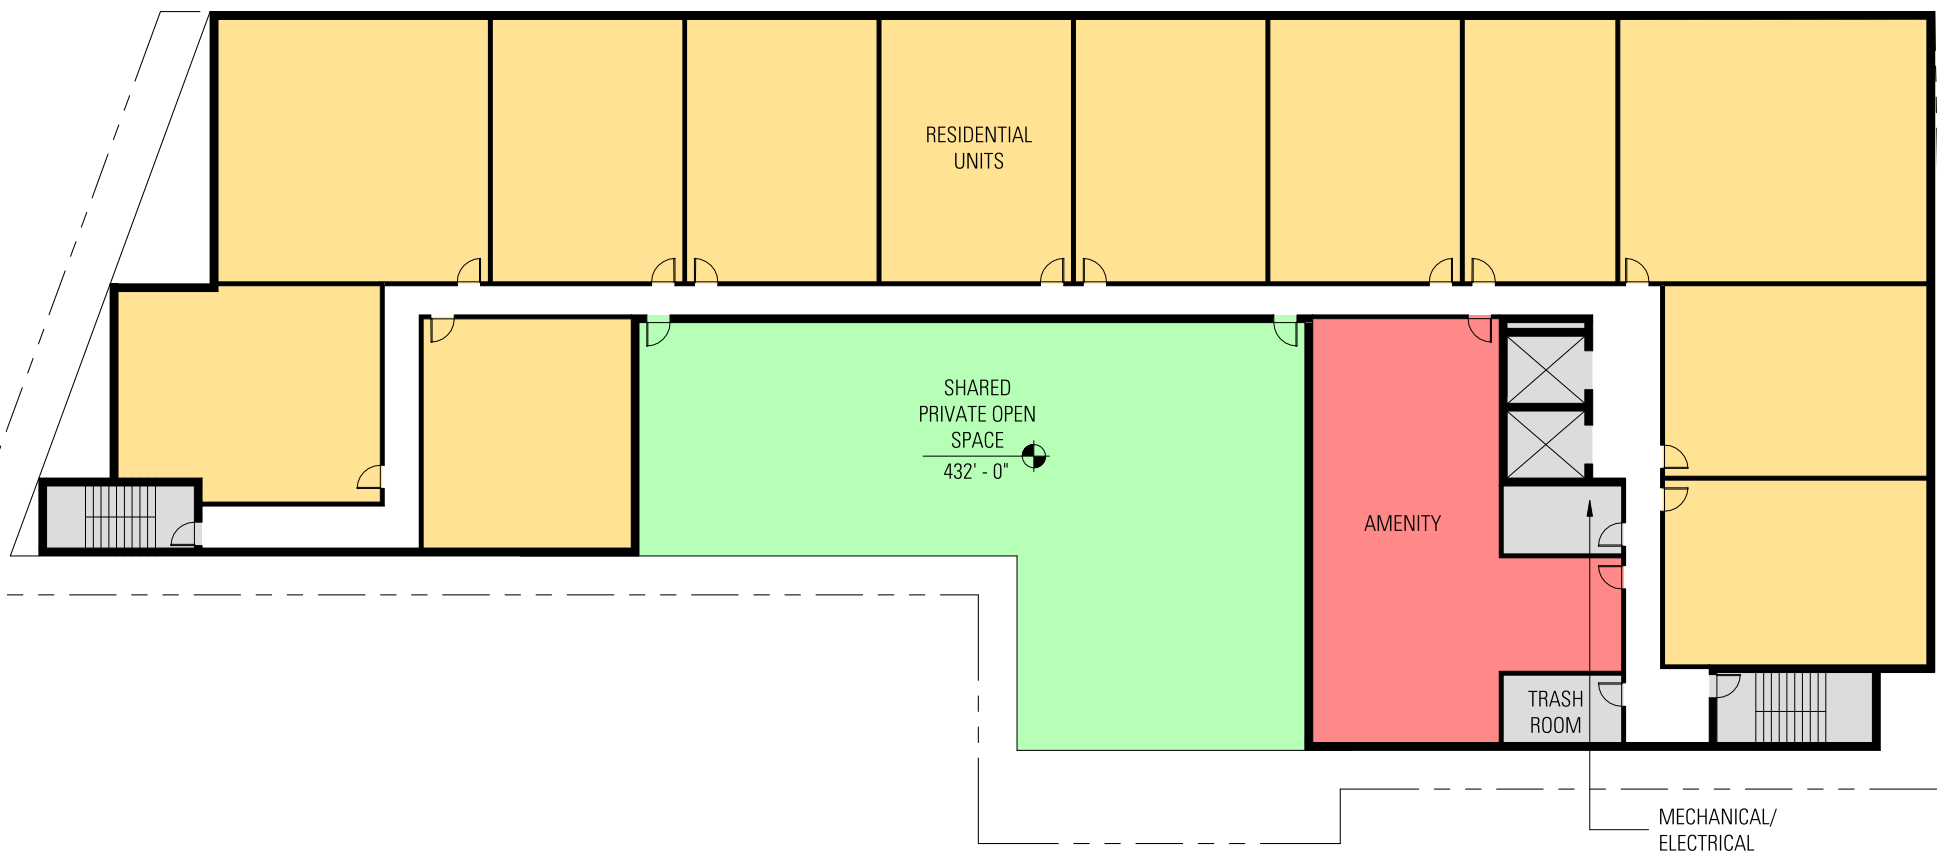 RESIDENTIAL
UNITS
SHARED
PRIVATE OPEN
SPACE
432' - 0"
AMENITY
TRASH
ROOM
MECHANICAL/
ELECTRICAL